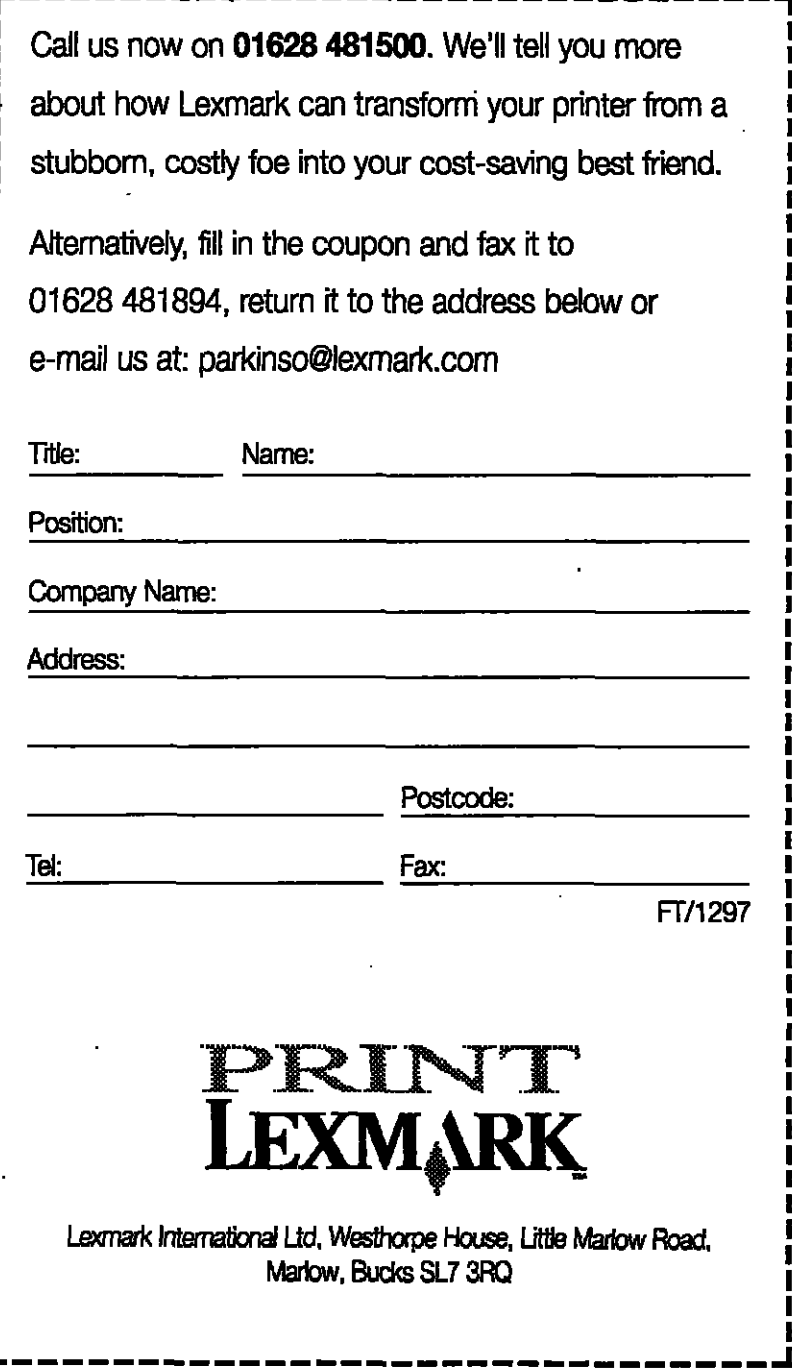 Call us now on 01628 481500. We'll tell you more
about how Lexmark can transform your printer from a
stubborn, costly foe into your cost-saving best friend.
Alternatively, fill in the coupon and fax it to
01628 481894, return it to the address below or
e-mail us at: parkinso@lexmark.com
Title: Name:
Position:
Company Name:
Address:
Postcode:
Tel: Fax:
FT/1297
PRINT
LEXMARK™
Lexmark International Ltd, Westhorpe House, Little Marlow Road,
Marlow, Bucks SL7 3RQ